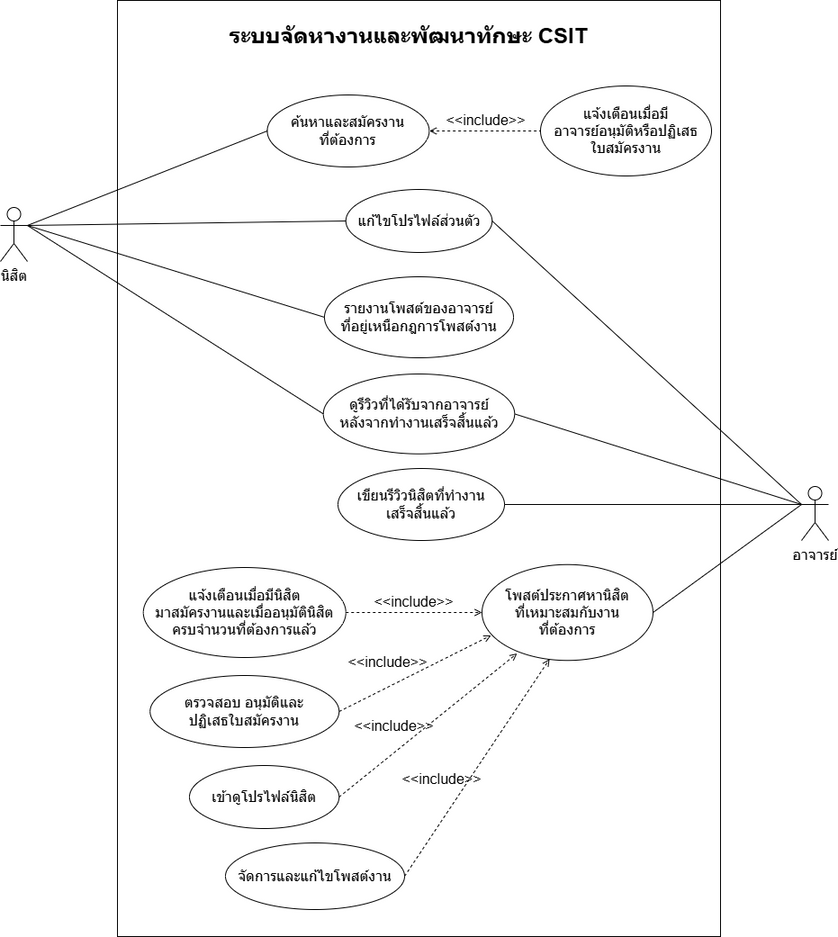 ระบบจัดหางานและพัฒนาทักษะ CSIT
ค้นหาและสมัครงาน
ที่ต้องการ
<<include>>
แจ้งเตือนเมื่อมี
อาจารย์อนุมัติหรือปฏิเสธ
ใบสมัครงาน
แก้ไขโปรไฟล์ส่วนตัว
นิสิต
รายงานโพสต์ของอาจารย์
ที่อยู่เหนือกฎการโพสต์งาน
ดูรีวิวที่ได้รับจากอาจารย์
หลังจากทำงานเสร็จสิ้นแล้ว
เขียนรีวิวนิสิตที่ทำงาน
เสร็จสิ้นแล้ว
อาจารย์
แจ้งเตือนเมื่อมีนิสิต
มาสมัครงานและเมื่ออนุมัตินิสิต
ครบจำนวนที่ต้องการแล้ว
<<include>>
โพสต์ประกาศหานิสิต
ที่เหมาะสมกับงาน
ที่ต้องการ
<<include>>
ตรวจสอบ อนุมัติและ
ปฏิเสธใบสมัครงาน
<<include>>
เข้าดูโปรไฟล์นิสิต
<<include>>
จัดการและแก้ไขโพสต์งาน